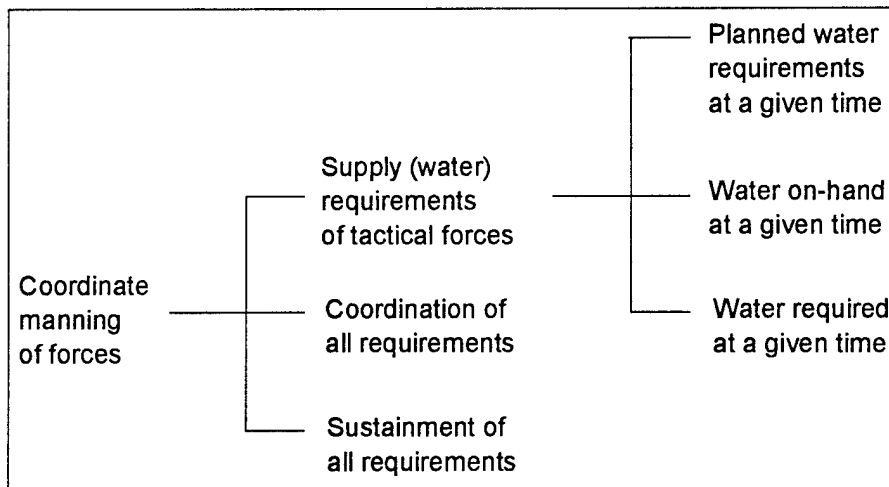 Coordinate
manning
of forces
Supply (water)
requirements
of tactical forces
Coordination of
all requirements
Sustainment of
all requirements
Planned water
requirements
at a given time
Water on-hand
at a given time
Water required
at a given time